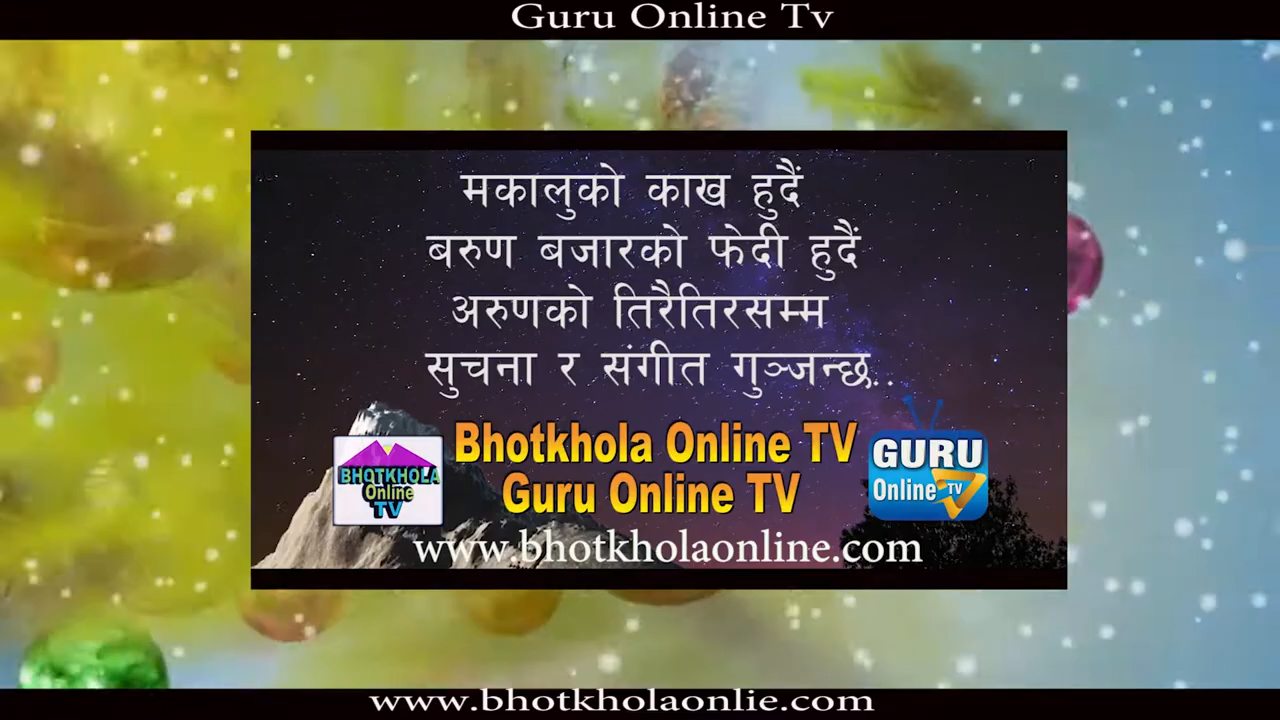 Guru Online Tv
मकालुको काख हुदैं
बरुण बजारको फेदी हुदैं
अरुणको तिरैतिरसम्म
सुचना र संगीत गुञ्जन्छ..
BHOTKHOLA
Online
TV
Bhotkhola Online TV
Guru Online TV
GURU
Online TV
www.bhotkholaonline.com
www.bhotkholaonlie.com